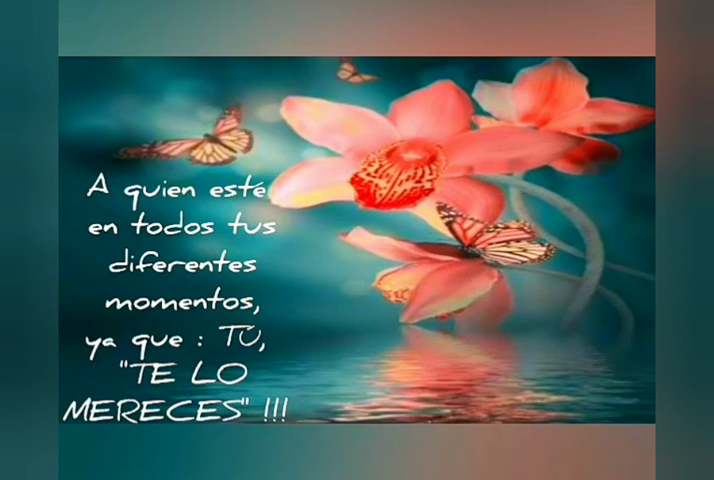 A quien esté
en todos tus
diferentes
momentos,
ya que : TÚ,
"TE LO
MERECES" !!!